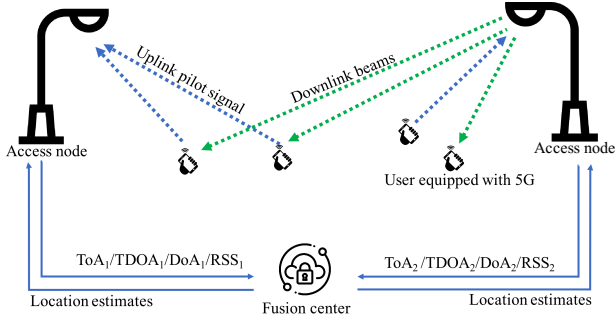 Uplink pilot signal
Downlink beams
Access node
Access node
User equipped with 5G
ToA₁/TDOA₁/DoA₁/RSS₁
ToA₂/TDOA₂/DoA₂/RSS₂
Location estimates
Fusion center
Location estimates